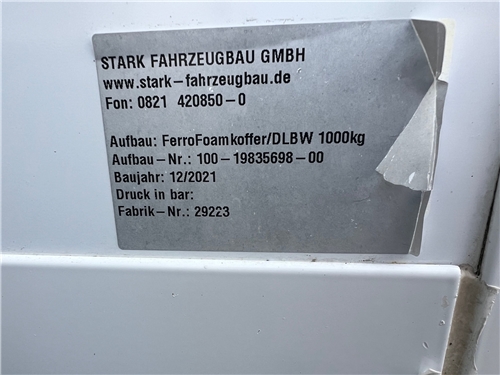 STARK FAHRZEUGBAU GMBH
www.stark-fahrzeugbau.de
Fon: 0821 420850-0
Aufbau: FerroFoamkoffer/DLBW 1000kg
Aufbau-Nr.: 100-19835698-00
Baujahr: 12/2021
Druck in bar:
Fabrik-Nr.: 29223